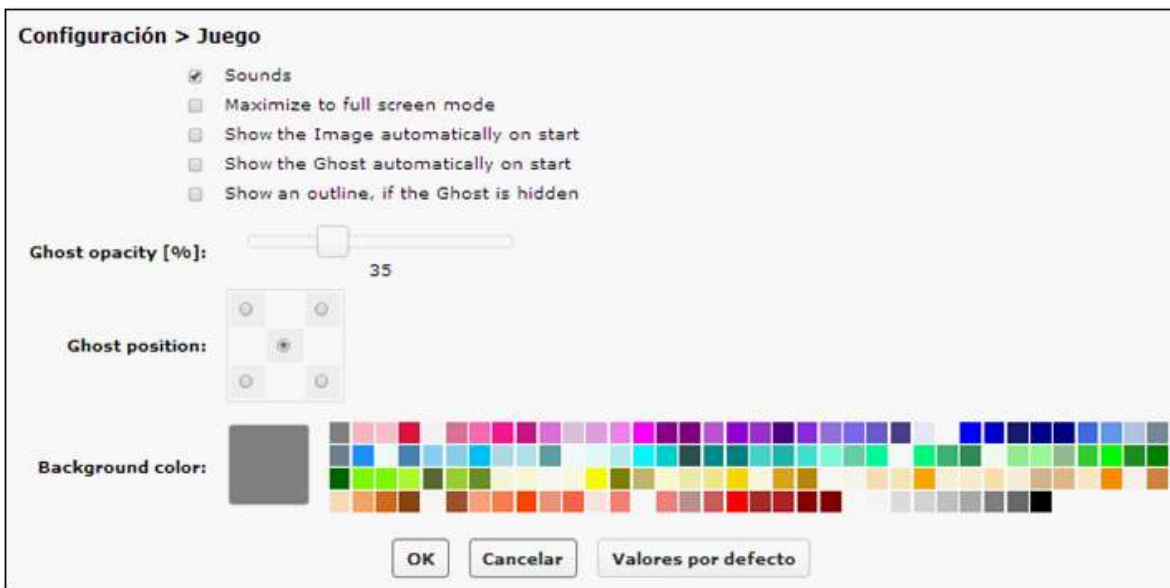 Configuración > Juego
Sounds
Maximize to full screen mode
Show the Image automatically on start
Show the Ghost automatically on start
Show an outline, if the Ghost is hidden
Ghost opacity [%]:
35
Ghost position:
Background color:
OK Cancelar Valores por defecto